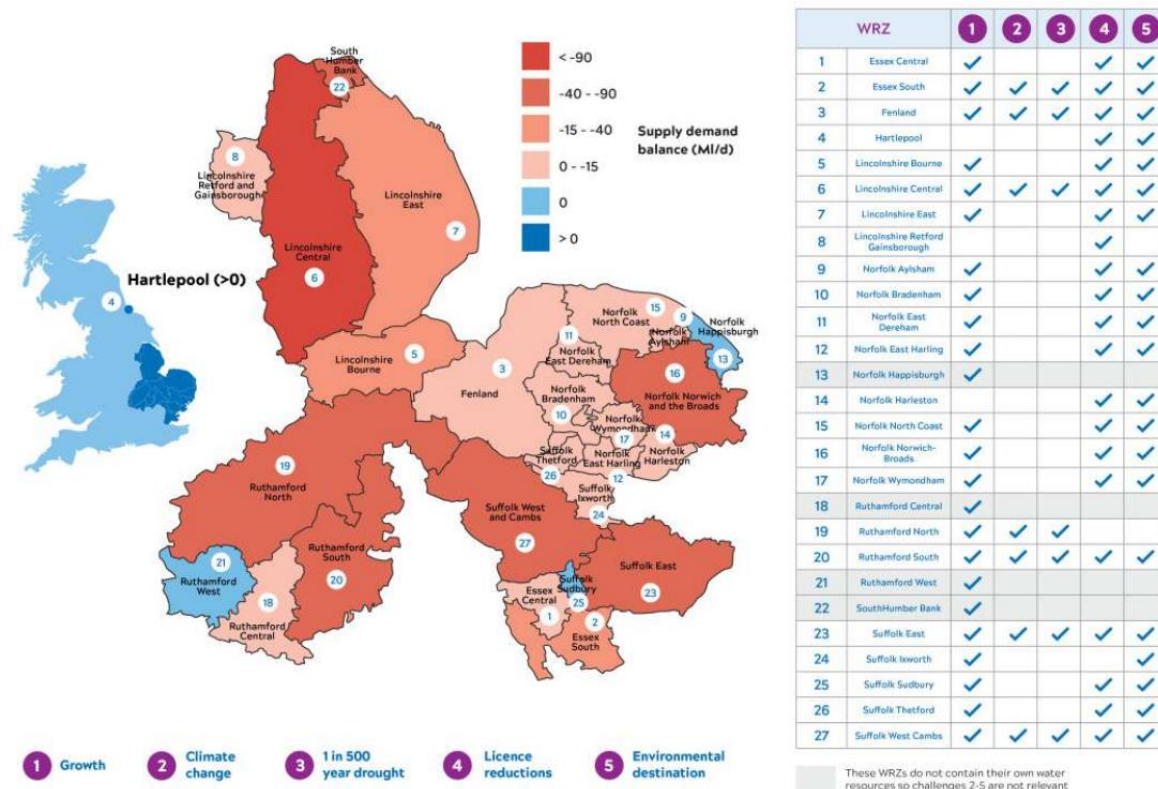 South
Humber
Bank
22
8
Lincolnshire
Retford and
Gainsborough
Lincolnshire
East
7
Lincolnshire
Central
6
< -90
-40 - -90
-15 - -40
0 - -15
0
> 0
Supply demand
balance (Ml/d)
Hartlepool (>0)
4
Lincolnshire
Bourne
5
3
Fenland
15
Norfolk
North Coast
9
Norfolk
Aylsham
Norfolk
Happisburgh
13
11
Norfolk
East Dereham
16
Norfolk Norwich
and the Broads
Norfolk
Bradenham
10
Norfolk
Wymondham
17
14
Norfolk
Harleston
Suffolk
Thetford
26
Norfolk
East Harling
12
Suffolk
Ixworth
24
19
Ruthamford
North
Suffolk West
and Cambs
27
Ruthamford
South
20
21
Ruthamford
West
18
Ruthamford
Central
Suffolk East
23
Suffolk
Sudbury
25
Essex
Central
1
2
Essex
South
1 Growth
2 Climate
change
3 1 in 500
year drought
4 Licence
reductions
5 Environmental
destination
WRZ 1 2 3 4 5
1 Essex Central ✓ ✓ ✓
2 Essex South ✓ ✓ ✓ ✓ ✓
3 Fenland ✓ ✓ ✓ ✓ ✓
4 Hartlepool ✓ ✓
5 Lincolnshire Bourne ✓ ✓ ✓
6 Lincolnshire Central ✓ ✓ ✓ ✓ ✓
7 Lincolnshire East ✓ ✓ ✓
8 Lincolnshire Retford
Gainsborough ✓
9 Norfolk Aylsham ✓ ✓ ✓
10 Norfolk Bradenham ✓ ✓ ✓
11 Norfolk East
Dereham ✓ ✓ ✓
12 Norfolk East Harling ✓ ✓ ✓
13 Norfolk Happisburgh ✓
14 Norfolk Harleston ✓ ✓
15 Norfolk North Coast ✓ ✓ ✓
16 Norfolk Norwich-
Broads ✓ ✓ ✓
17 Norfolk Wymondham ✓ ✓ ✓
18 Ruthamford Central ✓
19 Ruthamford North ✓ ✓ ✓
20 Ruthamford South ✓ ✓ ✓ ✓ ✓
21 Ruthamford West ✓
22 SouthHumber Bank ✓
23 Suffolk East ✓ ✓ ✓ ✓ ✓
24 Suffolk Ixworth ✓ ✓
25 Suffolk Sudbury ✓ ✓ ✓
26 Suffolk Thetford ✓ ✓ ✓
27 Suffolk West Cambs ✓ ✓ ✓ ✓ ✓
These WRZs do not contain their own water
resources so challenges 2-5 are not relevant